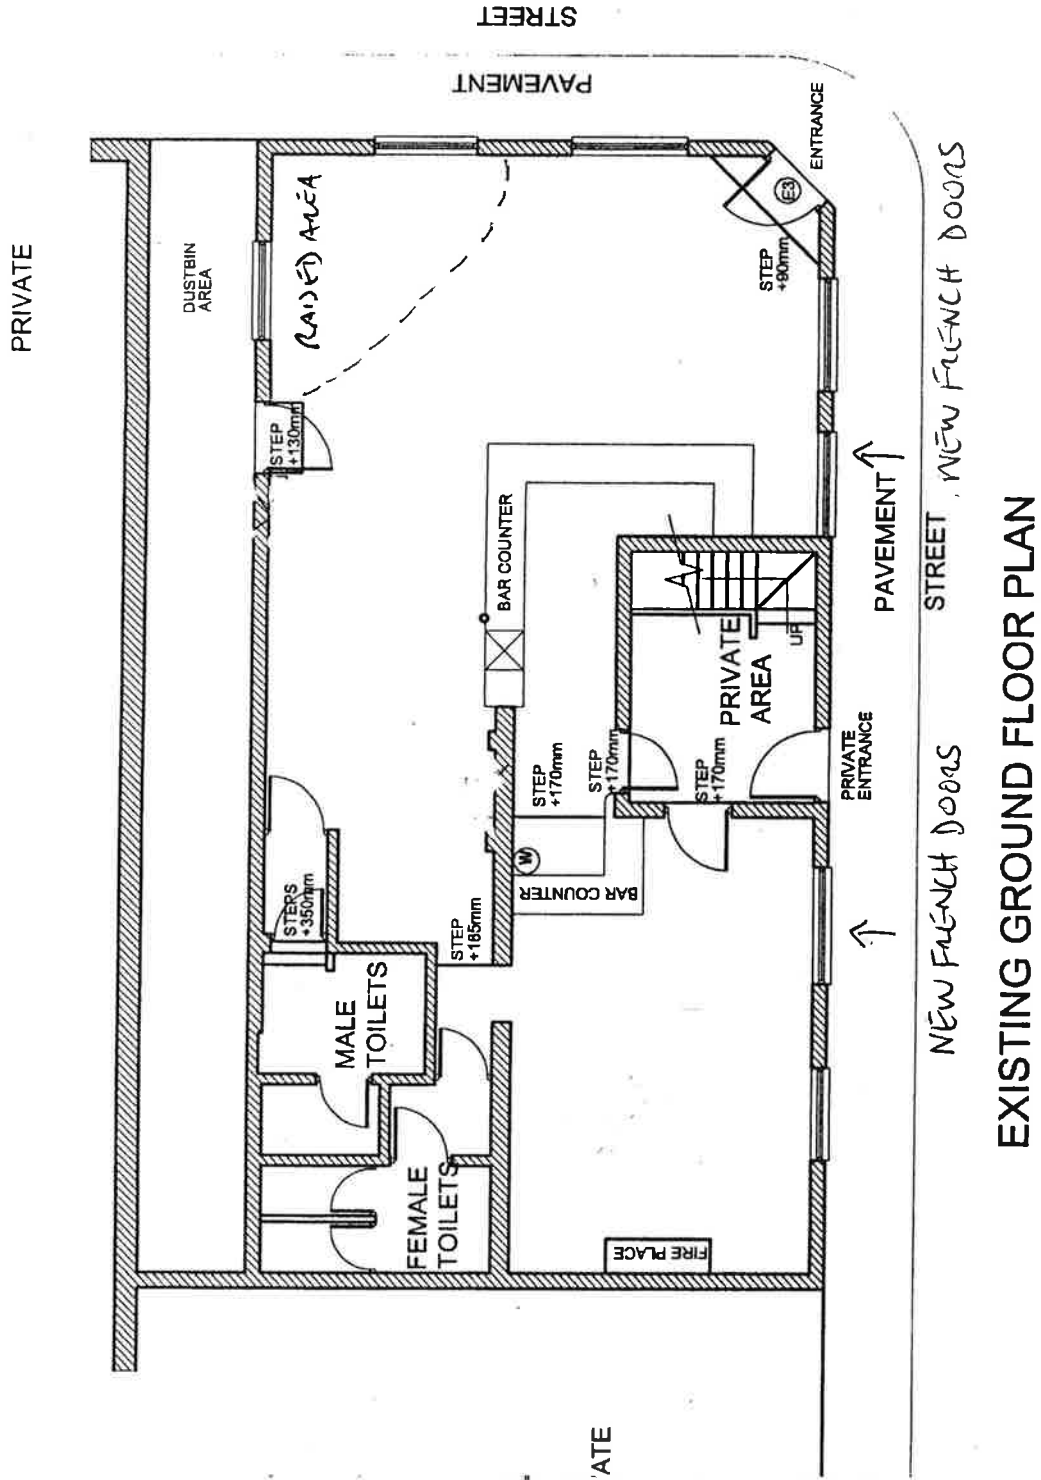 STREET
PAVEMENT
PRIVATE
DUSTBIN
AREA
RAISED AREA
ENTRANCE
E3
STEP
+90mm
STEP
+130mm
BAR COUNTER
PAVEMENT
STREET
NEW FRENCH DOORS
UP
PRIVATE
AREA
STEP
+170mm
STEP
+170mm
STEP
+170mm
PRIVATE
ENTRANCE
W
BAR COUNTER
STEPS
+350mm
STEP
+165mm
MALE
TOILETS
FEMALE
TOILETS
FIRE PLACE
NEW FRENCH DOORS
EXISTING GROUND FLOOR PLAN
VATE